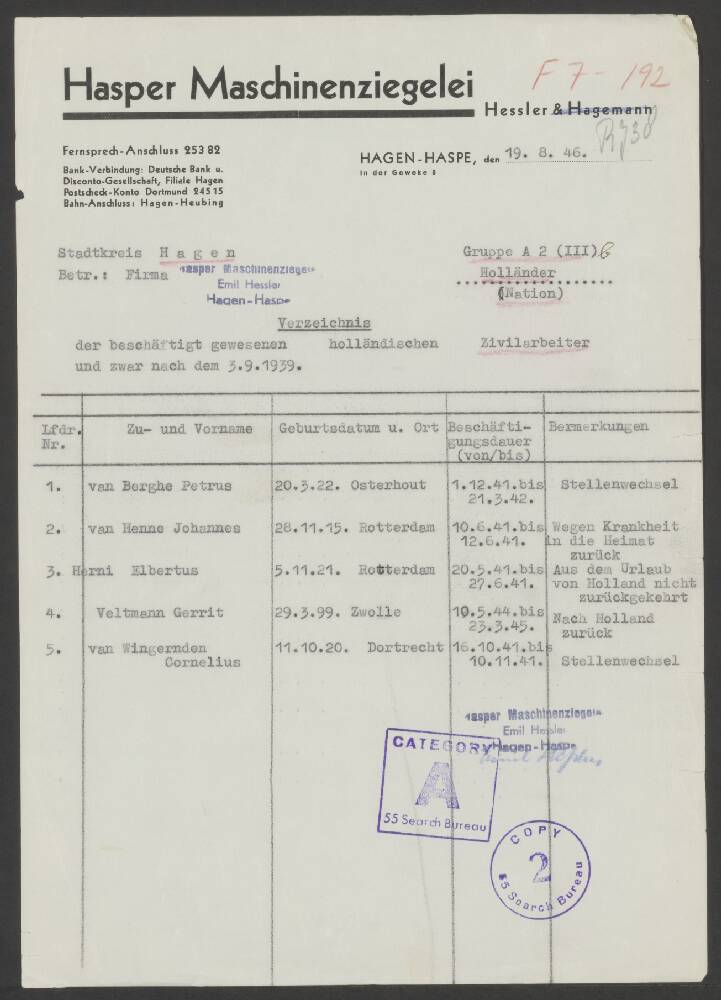 F 7 - 192
Hasper Maschinenziegelei
Hessler & Hagemann
Fernsprech-Anschluss 253 82
Bank-Verbindung: Deutsche Bank u.
Disconto-Gesellschaft, Filiale Hagen
Postscheck-Konto Dortmund 245 15
Bahn-Anschluss: Hagen-Heubing
HAGEN-HASPE, den 19. 8. 46.
In der Geweke
Stadtkreis H a g e n
Gruppe A 2 (III)
Betr.: Firma Hasper Maschinenziegelei
Emil Hessler
Hagen-Haspe
Holländer
(Nation)
Verzeichnis
der beschäftigt gewesenen holländischen Zivilarbeiter
und zwar nach dem 3.9.1939.
Lfdr. Nr. Zu- und Vorname Geburtsdatum u. Ort Beschäfti-gungsdauer (von/bis) Bermerkungen
1. van Berghe Petrus 20.3.22. Osterhout 1.12.41.bis 21.3.42. Stellenwechsel
2. van Henne Johannes 28.11.15. Rotterdam 10.6.41.bis 12.6.41. Wegen Krankheit in die Heimat zurück
3. Herni Elbertus 5.11.21. Rotterdam 20.5.41.bis 27.6.41. Aus dem Urlaub von Holland nicht zurückgekehrt
4. Veltmann Gerrit 29.3.99. Zwolle 10.5.44.bis 23.3.45. Nach Holland zurück
5. van Wingernden Cornelius 11.10.20. Dortrecht 16.10.41.bis 10.11.41. Stellenwechsel
Hasper Maschinenziegelei
Emil Hessler
Hagen-Haspe
CATEGORY
A
55 Search Bureau
COPY
2
55 Search Bureau